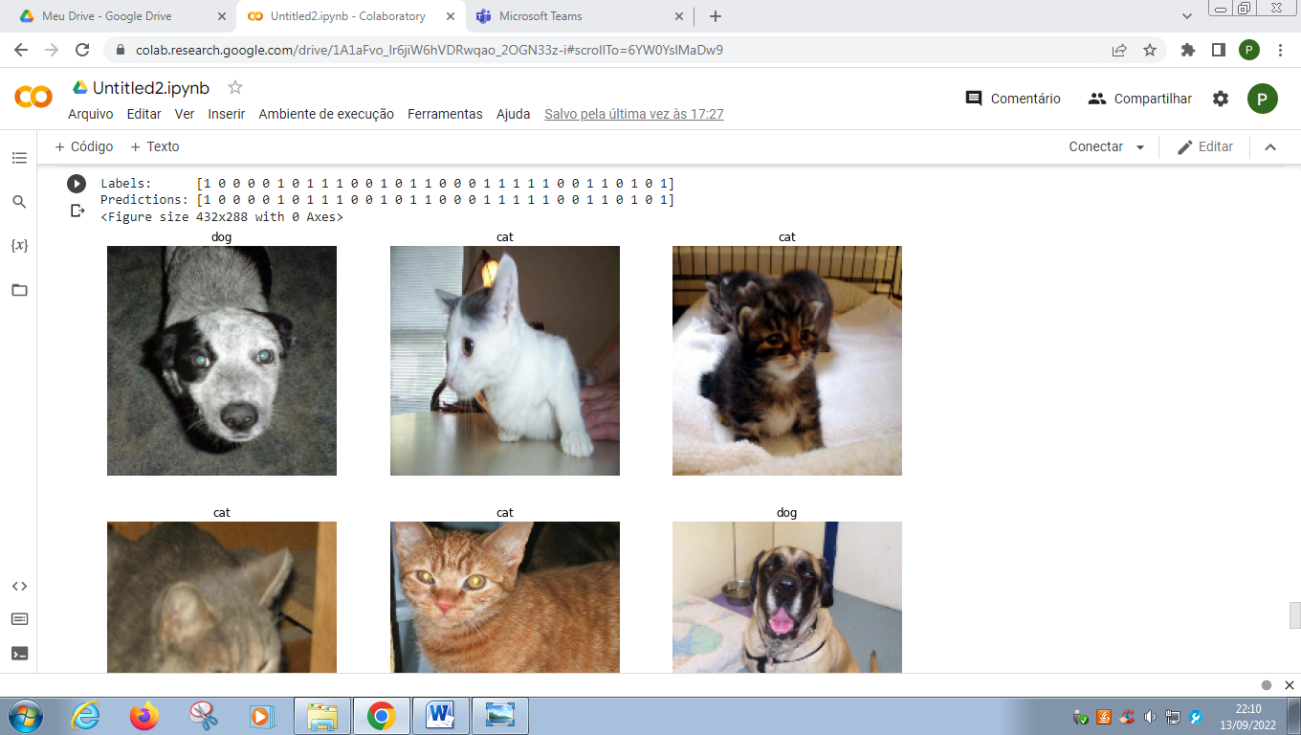 Meu Drive - Google Drive
Untitled2.ipynb - Colaboratory
Microsoft Teams
colab.research.google.com/drive/1A1aFvo_Ir6jiW6hVDRwqao_2OGN33z-i#scrollTo=6YW0YsIMaDw9
P
Untitled2.ipynb
Arquivo Editar Ver Inserir Ambiente de execução Ferramentas Ajuda Salvo pela última vez às 17:27
Comentário Compartilhar P
+ Código + Texto Conectar Editar
Labels: [1 0 0 0 0 1 0 1 1 1 0 0 1 0 1 1 0 0 0 1 1 1 1 1 0 0 1 1 0 1 0 1]
Predictions: [1 0 0 0 0 1 0 1 1 1 0 0 1 0 1 1 0 0 0 1 1 1 1 1 0 0 1 1 0 1 0 1]
<Figure size 432x288 with 0 Axes>
{x}
dog cat cat
cat cat dog
22:10
13/09/2022